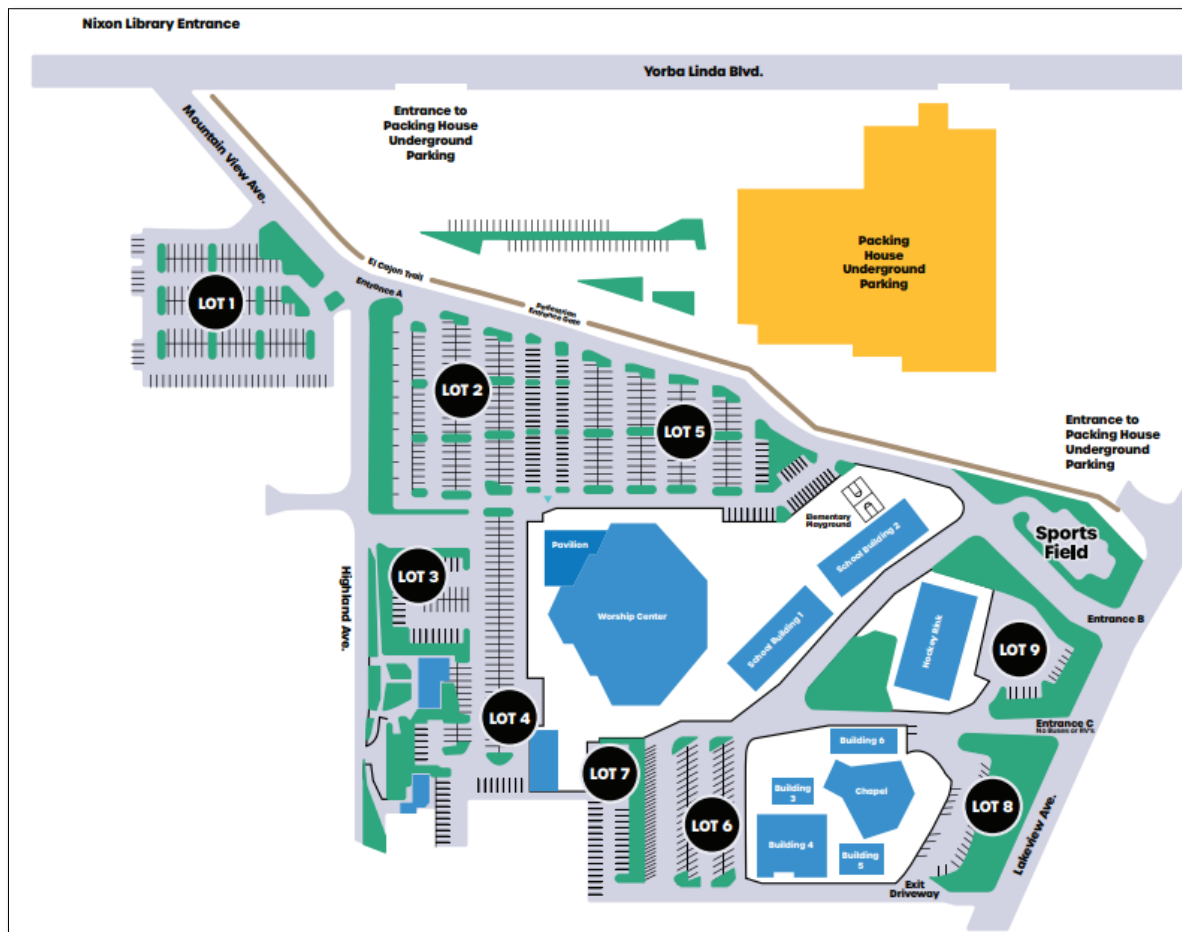 Nixon Library Entrance
Yorba Linda Blvd.
Mountain View Ave.
Entrance to
Packing House
Underground
Parking
Packing
House
Underground
Parking
El Cajon Trail
Entrance A
Pedestrian
Entrance Gate
LOT 1
LOT 2
LOT 5
Entrance to
Packing House
Underground
Parking
Elementary
Playground
School Building 2
Sports
Field
Pavilion
LOT 3
Highland Ave.
Worship Center
School Building 1
Hockey Rink
Entrance B
LOT 9
LOT 4
Entrance C
No Buses or RV's
Building 6
LOT 7
Building
3
Chapel
LOT 8
LOT 6
Building 4
Building
5
Lakeview Ave.
Exit
Driveway